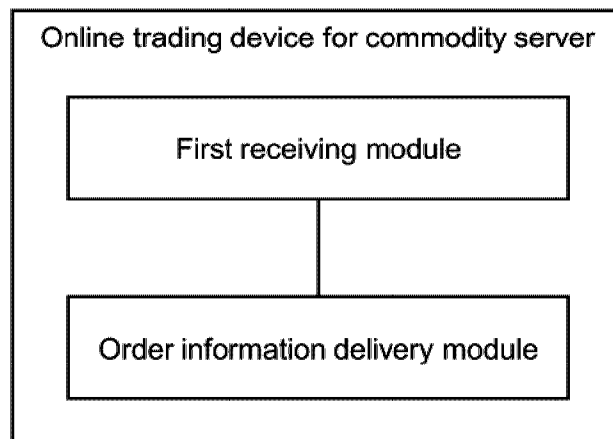 Online trading device for commodity server
First receiving module
Order information delivery module